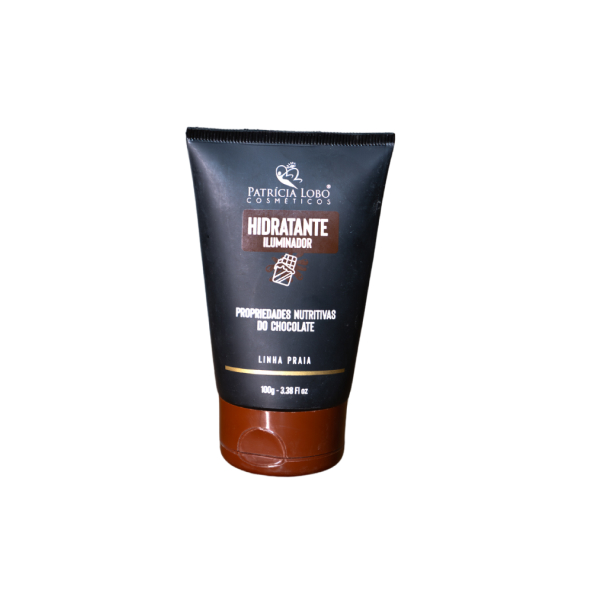 PATRÍCIA LOBO®
COSMÉTICOS
HIDRATANTE
ILUMINADOR
PROPRIEDADES NUTRITIVAS
DO CHOCOLATE
LINHA PRAIA
100g - 3.38 Fl oz